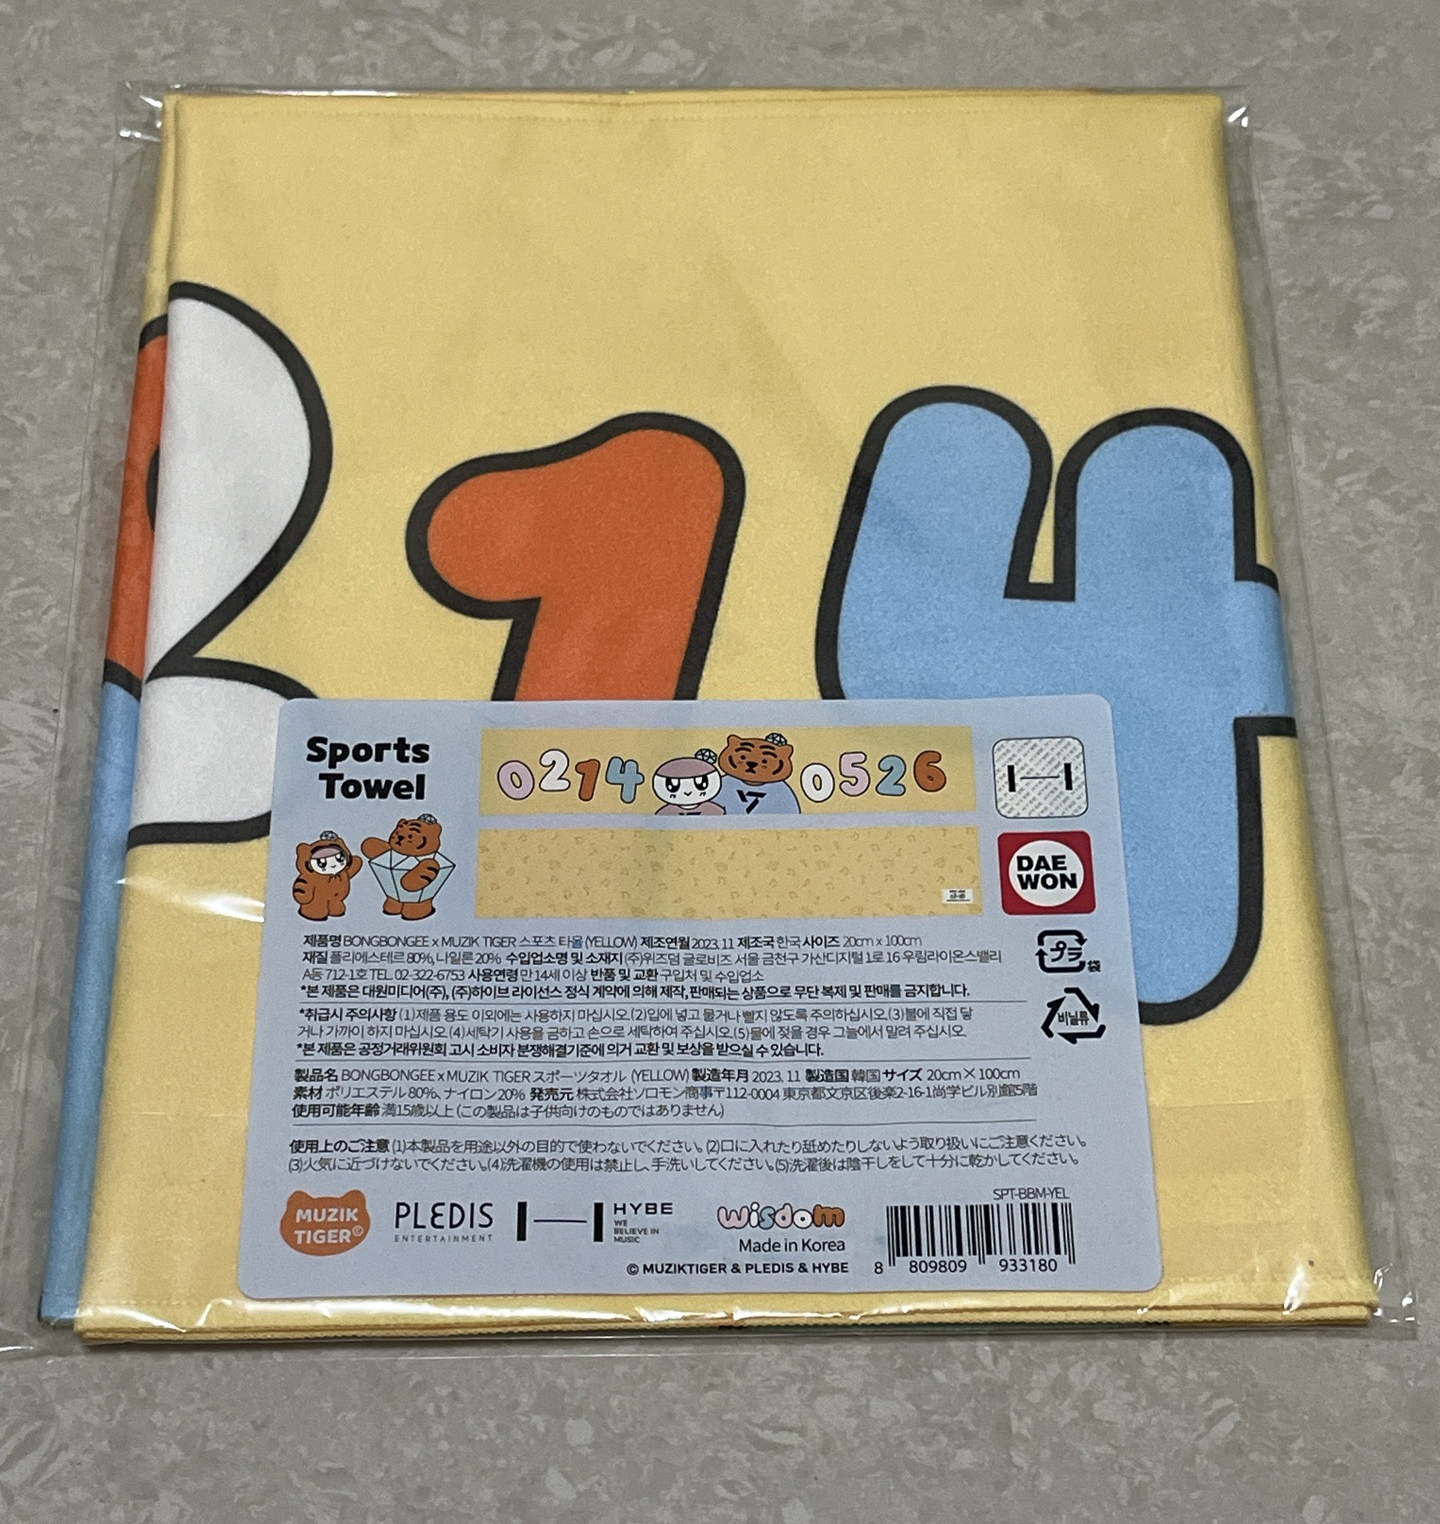 214
Sports
Towel
0214 0526
DAE
WON
제품명 BONGBONGEE x MUZIK TIGER 스포츠 타올 (YELLOW) 제조연월 2023. 11 제조국 한국 사이즈 20cm x 100cm
재질 폴리에스테르 80%, 나일론 20% 수입업소명 및 소재지 (주)위즈덤 글로비즈. 서울 금천구 가산디지털 1로 16 우림라이온스밸리
A동 712-1호 TEL. 02-322-6753 사용연령 만 14세 이상 반품 및 교환 구입처 및 수입업소
*본 제품은 대원미디어(주), (주)하이브 라이선스 정식 계약에 의해 제작, 판매되는 상품으로 무단 복제 및 판매를 금지합니다.
プラ
袋
*취급시 주의사항 (1)제품 용도 이외에는 사용하지 마십시오.(2)입에 넣고 물거나 빨지 않도록 주의하십시오.(3)불에 직접 닿
거나 가까이 하지 마십시오.(4)세탁기 사용을 금하고 손으로 세탁하여 주십시오.(5)물에 젖을 경우 그늘에서 말려 주십시오.
*본 제품은 공정거래위원회 고시 소비자 분쟁해결기준에 의거 교환 및 보상을 받으실 수 있습니다.
비닐류
製品名 BONGBONGEE x MUZIK TIGER スポーツタオル (YELLOW) 製造年月 2023. 11 製造国 韓国 サイズ 20cm×100cm
素材 ポリエステル 80%、ナイロン 20% 発売元 株式会社ソロモン商事〒112-0004 東京都文京区後楽2-16-1尚学ビル別館5階
使用可能年齢 満15歳以上 (この製品は子供向けのものではありません)
使用上のご注意 (1)本製品を用途以外の目的で使わないでください。(2)口に入れたり舐めたりしないよう取り扱いにご注意ください。
(3)火気に近づけないでください。(4)洗濯機の使用は禁止し、手洗いしてください。(5)洗濯後は陰干しをして十分に乾かしてください。
SPT-BBM-YEL
MUZIK
TIGER©
PLEDIS
ENTERTAINMENT
HYBE
WE
BELIEVE IN
MUSIC
wisdom
Made in Korea
© MUZIKTIGER & PLEDIS & HYBE
8 809809 933180